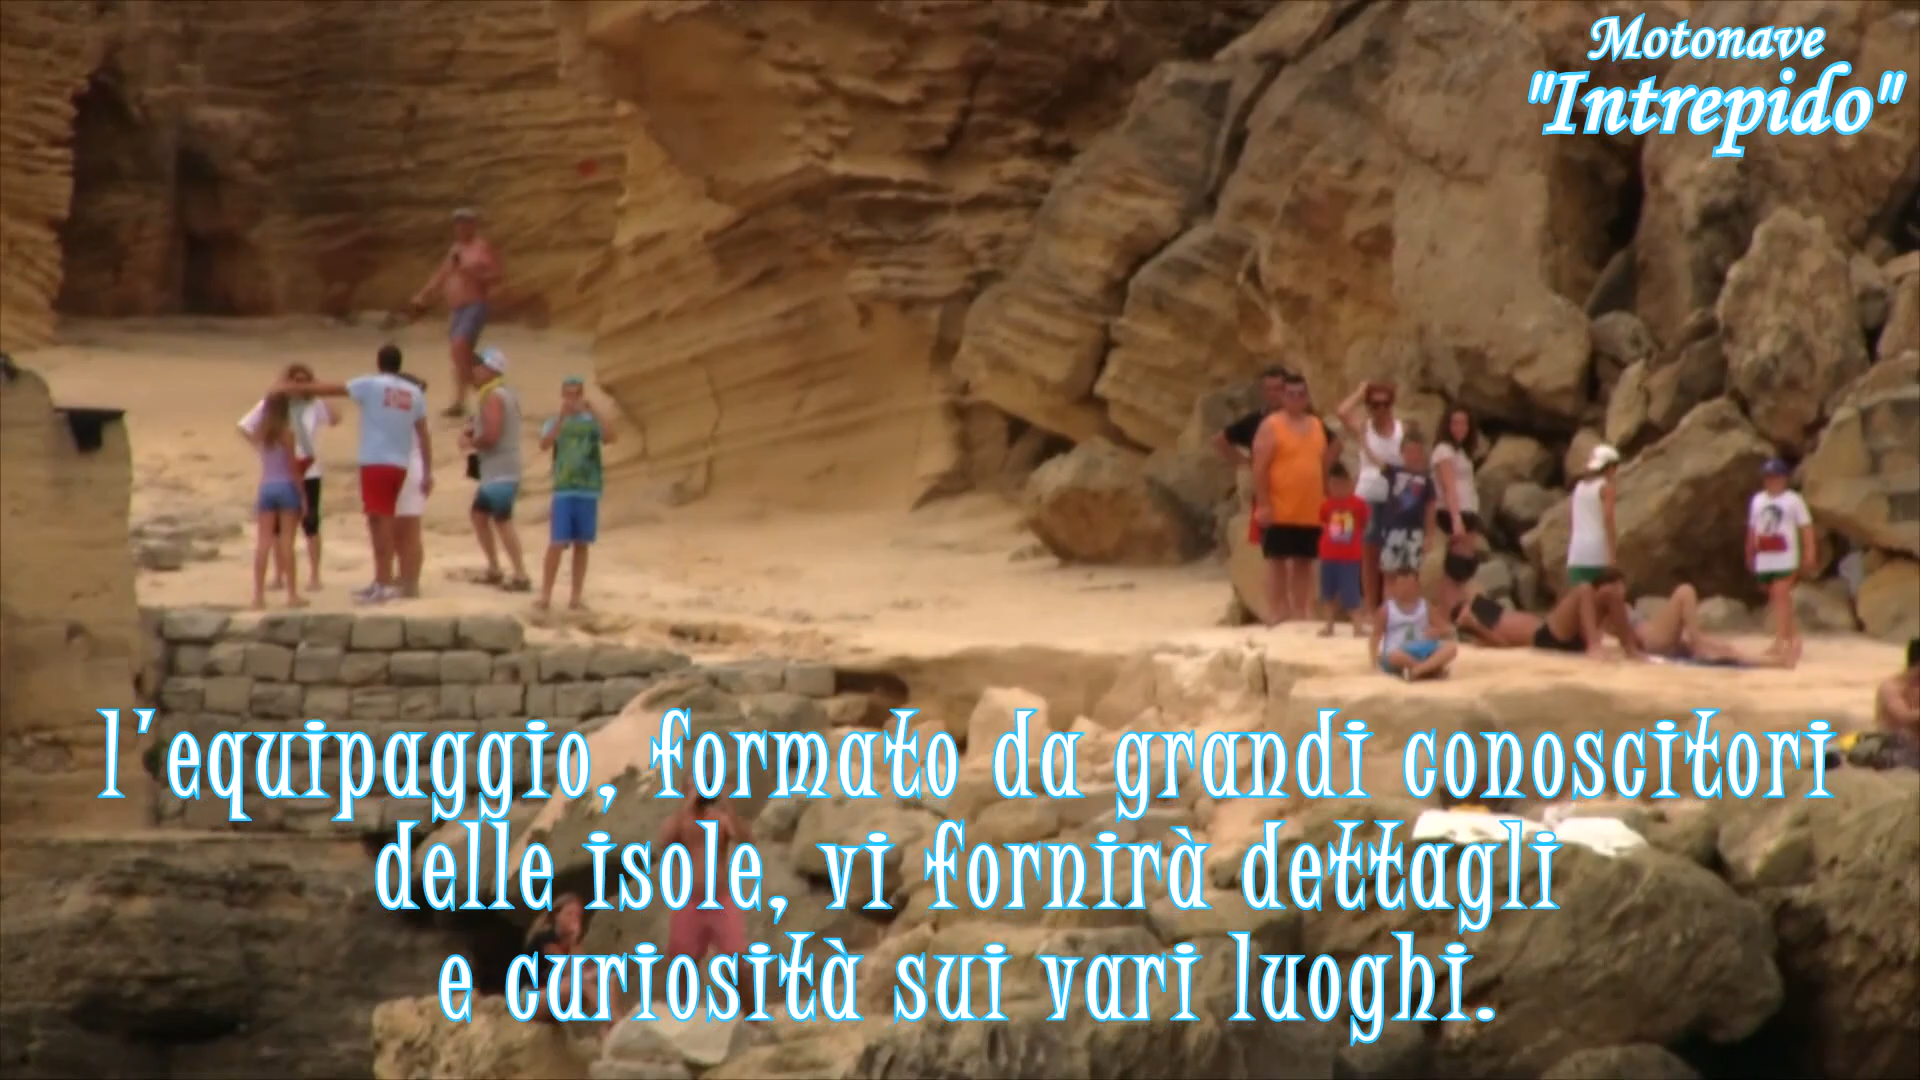 Motonave
"Intrepido"
l'equipaggio, formato da grandi conoscitori
delle isole, vi fornirà dettagli
e curiosità sui vari luoghi.